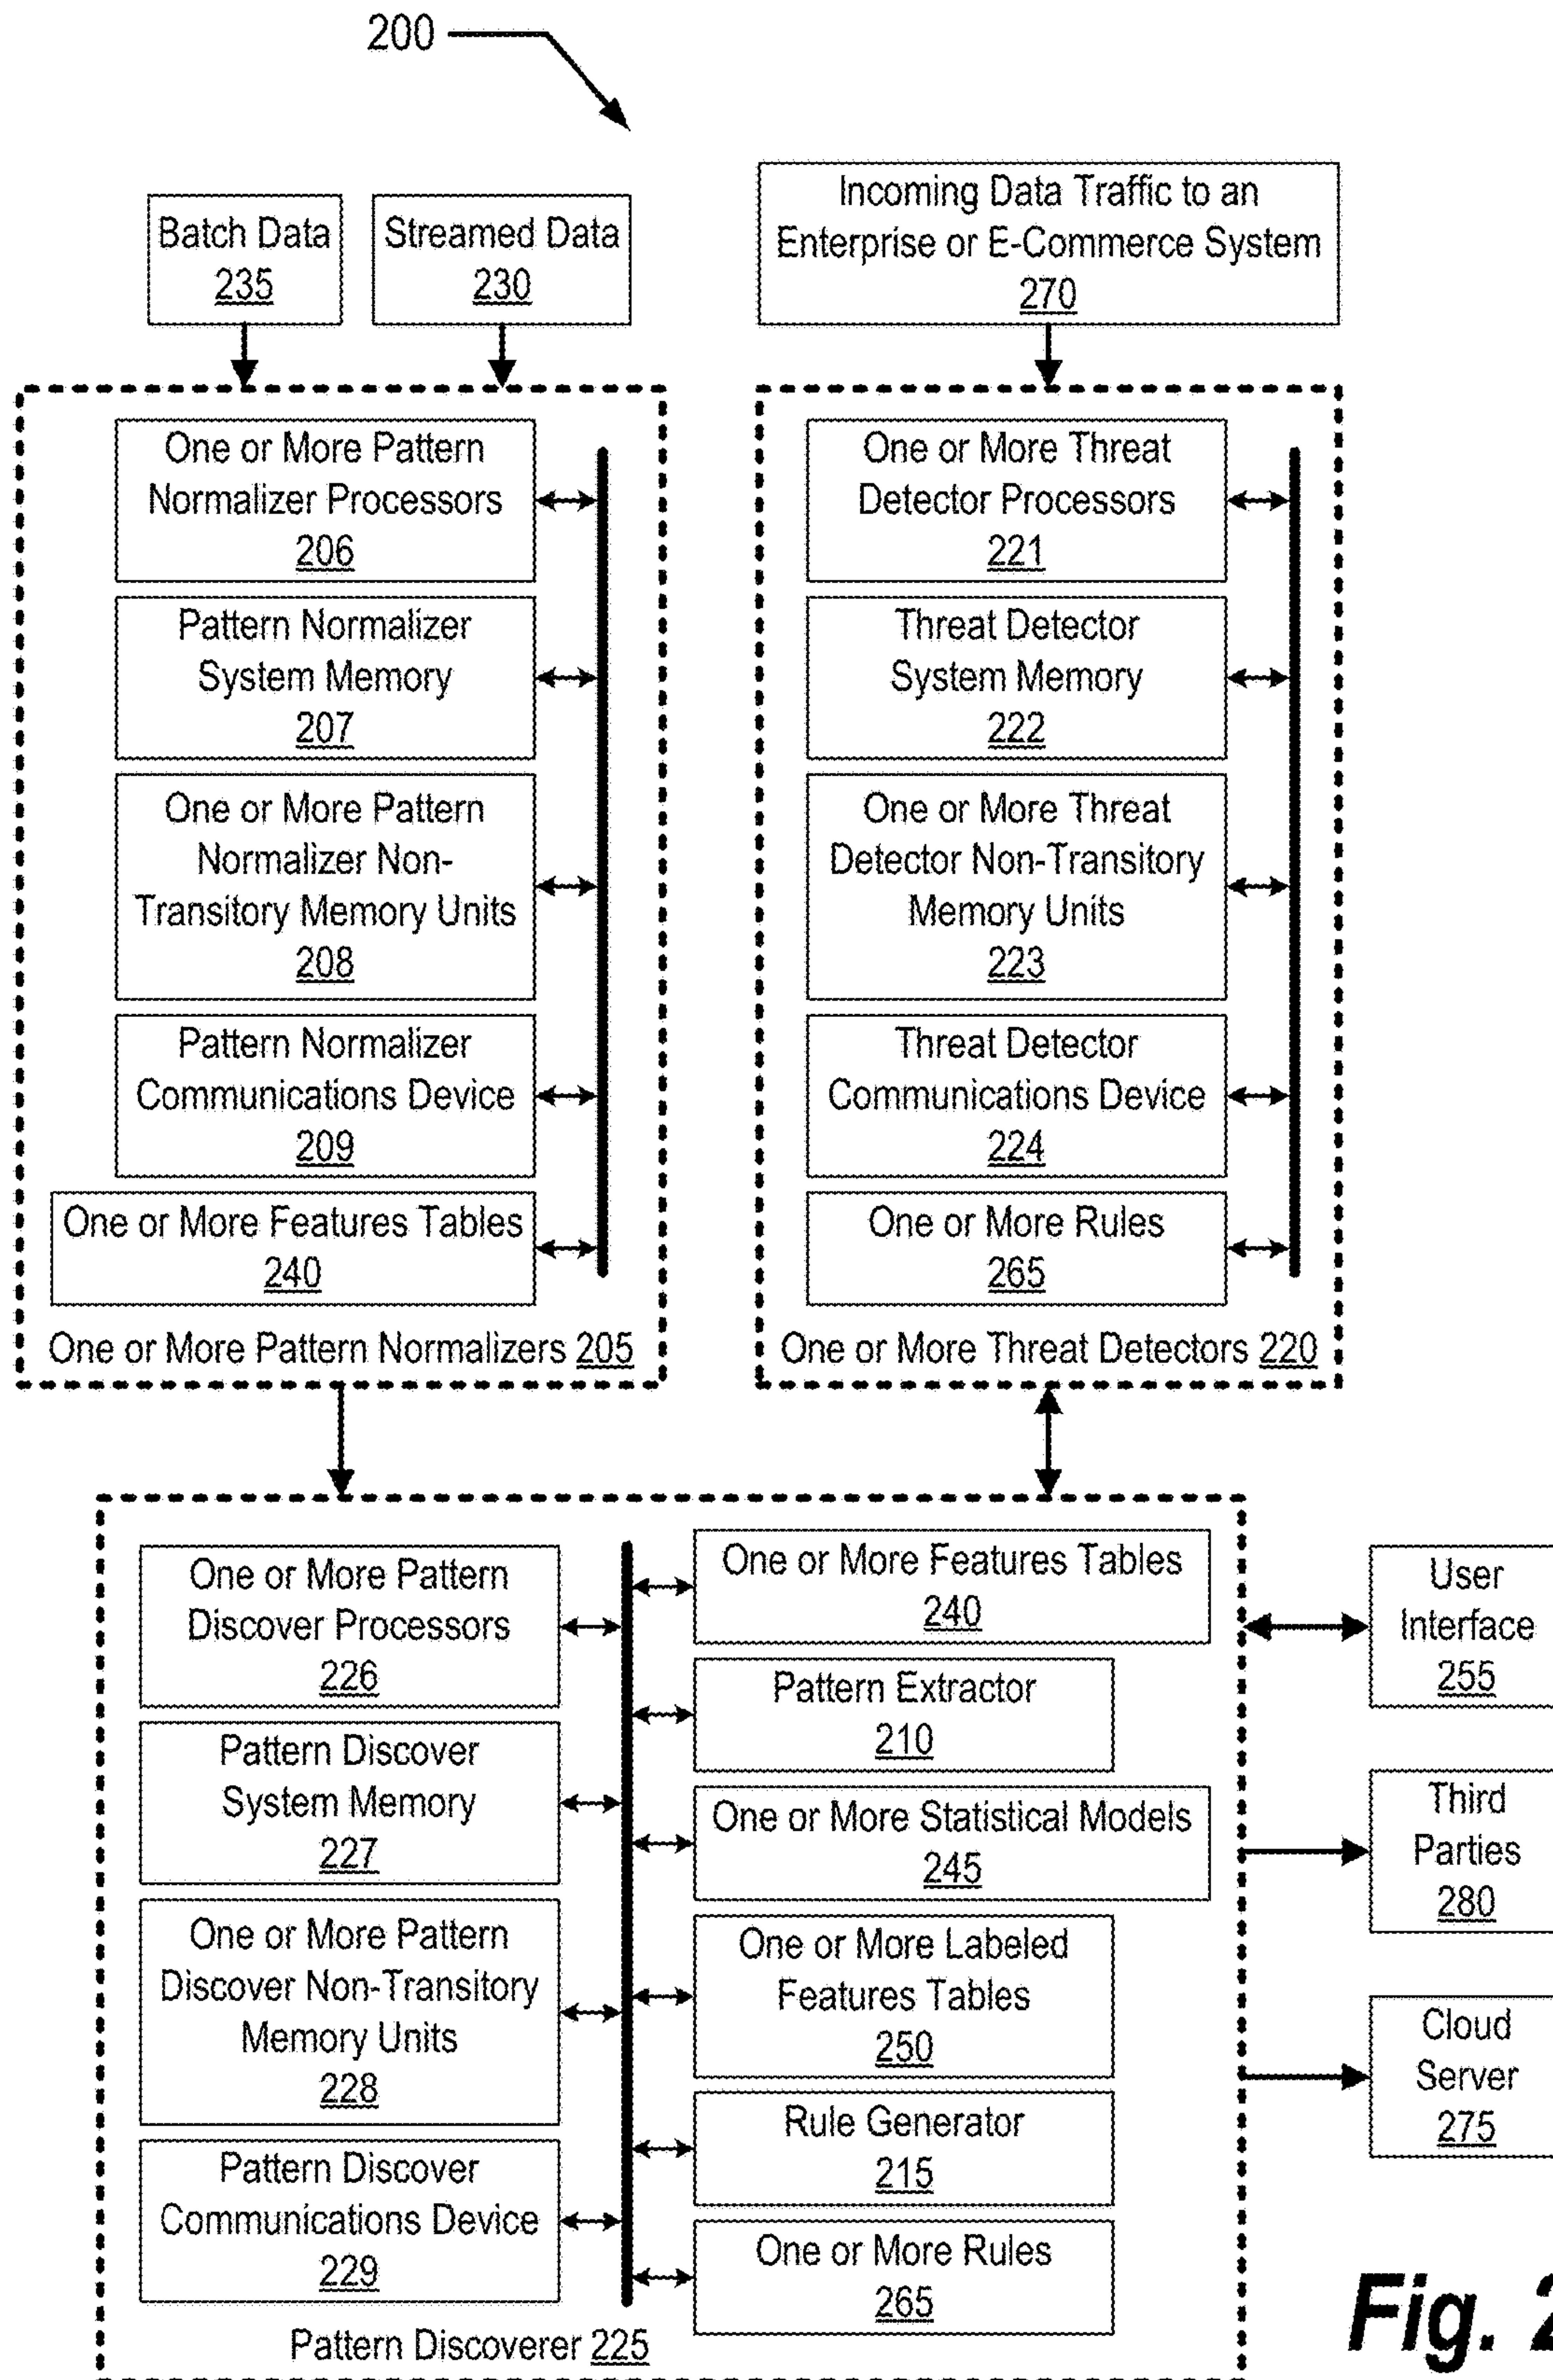 200
Batch Data
235
Streamed Data
230
Incoming Data Traffic to an
Enterprise or E-Commerce System
270
One or More Pattern
Normalizer Processors
206
Pattern Normalizer
System Memory
207
One or More Pattern
Normalizer Non-
Transitory Memory Units
208
Pattern Normalizer
Communications Device
209
One or More Features Tables
240
One or More Pattern Normalizers 205
One or More Threat
Detector Processors
221
Threat Detector
System Memory
222
One or More Threat
Detector Non-Transitory
Memory Units
223
Threat Detector
Communications Device
224
One or More Rules
265
One or More Threat Detectors 220
One or More Pattern
Discover Processors
226
Pattern Discover
System Memory
227
One or More Pattern
Discover Non-Transitory
Memory Units
228
Pattern Discover
Communications Device
229
One or More Features Tables
240
Pattern Extractor
210
One or More Statistical Models
245
One or More Labeled
Features Tables
250
Rule Generator
215
One or More Rules
265
Pattern Discoverer 225
User
Interface
255
Third
Parties
280
Cloud
Server
275
Fig. 2